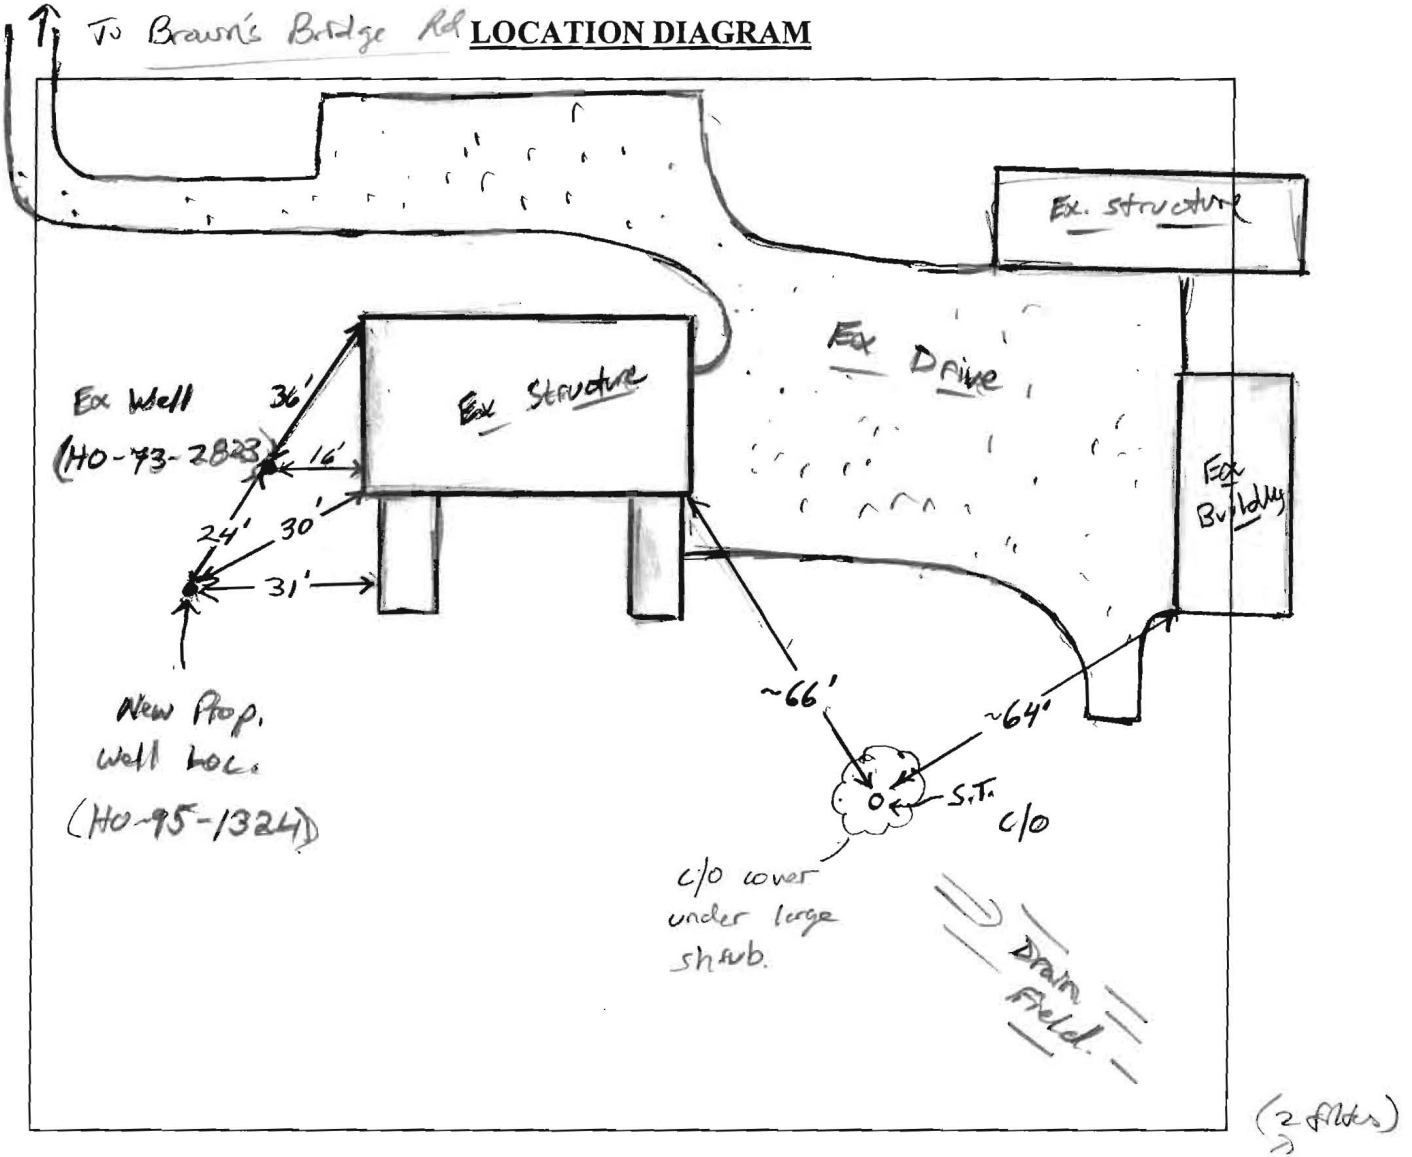 To Brown's Bridge Rd LOCATION DIAGRAM
Ex. Structure
Ex Drive
36'
Ex Well
(HO-73-2823)
16'
Ex Structure
Ex
Building
24'
30'
31'
~66'
~64'
New Prop.
Well Loc.
(HO-95-1324)
S.T.
c/o
c/o cover
under large
shrub.
Drain
Field.
(2